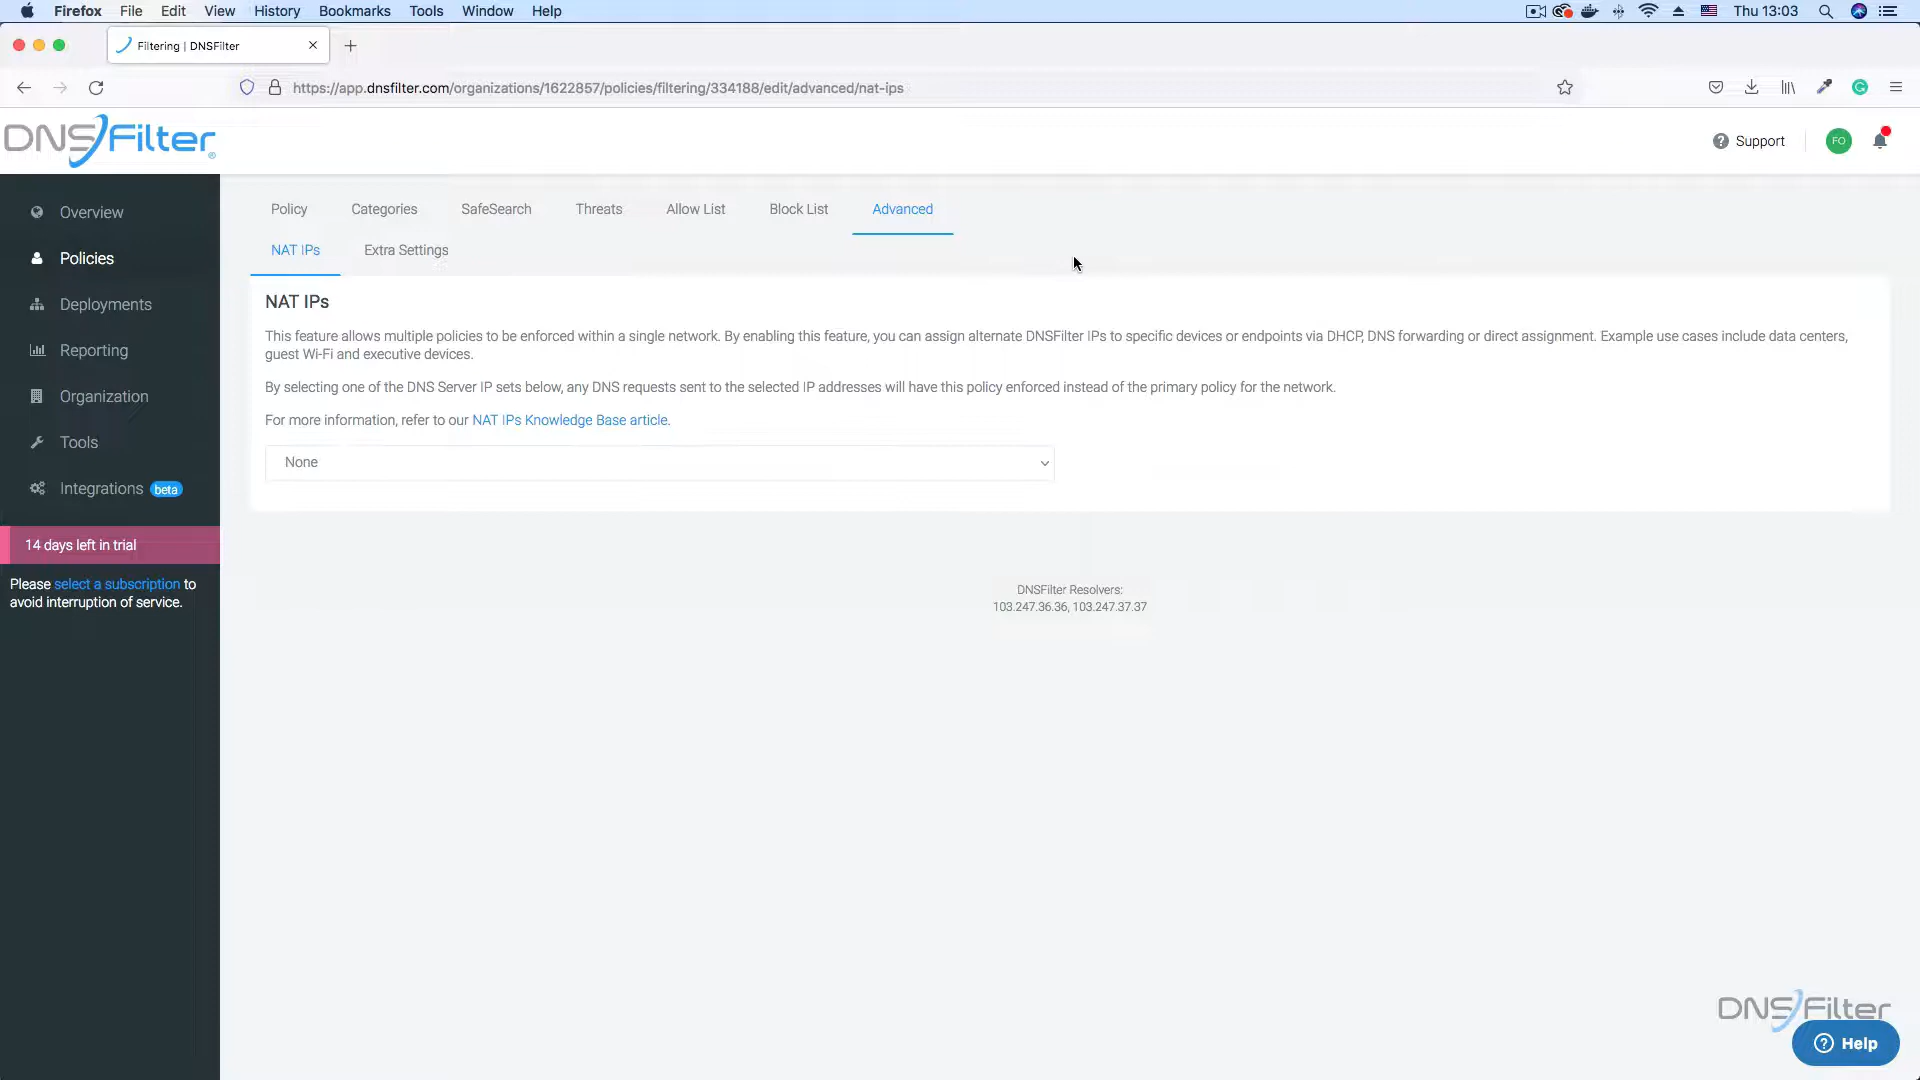 Firefox File Edit View History Bookmarks Tools Window Help Thu 13:03
Filtering | DNSFilter
https://app.dnsfilter.com/organizations/1622857/policies/filtering/334188/edit/advanced/nat-ips
DNSFilter
Support
FO
Overview
Policies
Deployments
Reporting
Organization
Tools
Integrations beta
14 days left in trial
Please select a subscription to
avoid interruption of service.
Policy Categories SafeSearch Threats Allow List Block List Advanced
NAT IPs Extra Settings
NAT IPs
This feature allows multiple policies to be enforced within a single network. By enabling this feature, you can assign alternate DNSFilter IPs to specific devices or endpoints via DHCP, DNS forwarding or direct assignment. Example use cases include data centers,
guest Wi-Fi and executive devices.
By selecting one of the DNS Server IP sets below, any DNS requests sent to the selected IP addresses will have this policy enforced instead of the primary policy for the network.
For more information, refer to our NAT IPs Knowledge Base article.
None
DNSFilter Resolvers:
103.247.36.36, 103.247.37.37
DNSFilter
Help